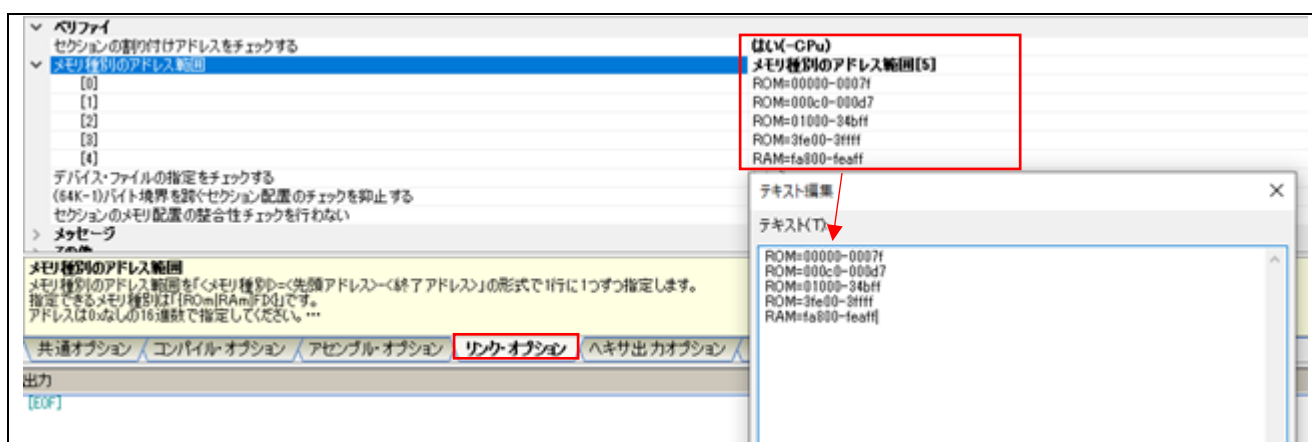 ベリファイ
セクションの割り付けアドレスをチェックする はい(-CPu)
メモリ種別のアドレス範囲 メモリ種別のアドレス範囲[5]
[0] ROM=00000-0007f
[1] ROM=000c0-000d7
[2] ROM=01000-34bff
[3] ROM=3fe00-3ffff
[4] RAM=fa800-feaff
デバイス・ファイルの指定をチェックする
(64K-1)バイト境界を跨ぐセクション配置のチェックを抑止する
セクションのメモリ配置の整合性チェックを行わない
メッセージ
その他
テキスト編集
テキスト(T)
ROM=00000-0007f
ROM=000c0-000d7
ROM=01000-34bff
ROM=3fe00-3ffff
RAM=fa800-feaff
メモリ種別のアドレス範囲
メモリ種別のアドレス範囲を「<メモリ種別>=<先頭アドレス>-<終了アドレス>」の形式で1行に1つずつ指定します。
指定できるメモリ種別は「{ROm|RAm|FIX}」です。
アドレスは0xなしの16進数で指定してください。…
共通オプション コンパイル・オプション アセンブル・オプション リンク・オプション ヘキサ出力オプション
出力
[EOF]